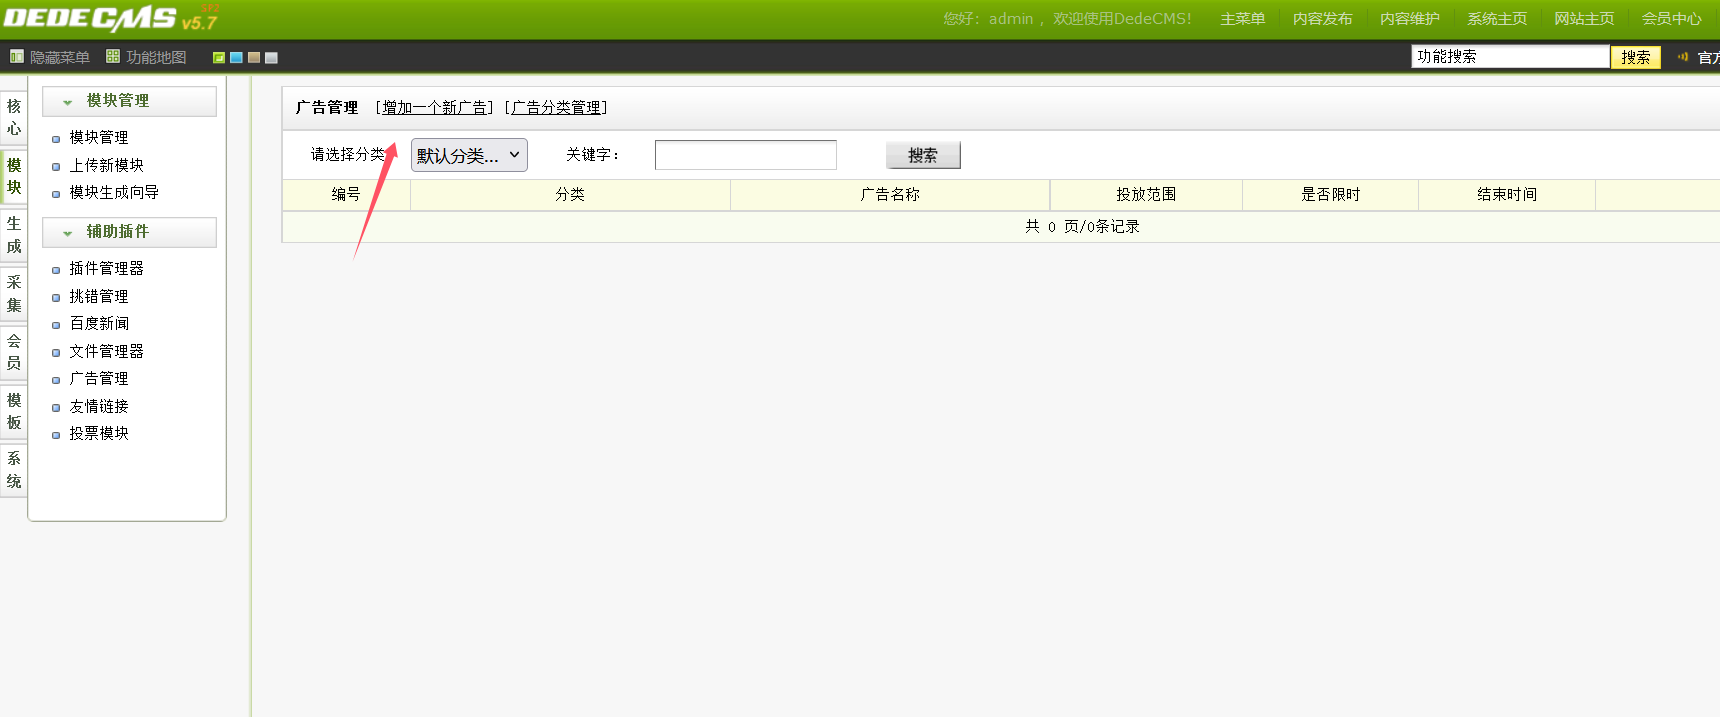 DEDECMS v5.7 SP2
您好：admin ，欢迎使用DedeCMS！ 主菜单 内容发布 内容维护 系统主页 网站主页 会员中心
隐藏菜单 功能地图 功能搜索 搜索 官方
核心
模块
生成
采集
会员
模板
系统
模块管理
模块管理
上传新模块
模块生成向导
辅助插件
插件管理器
挑错管理
百度新闻
文件管理器
广告管理
友情链接
投票模块
广告管理 [增加一个新广告] [广告分类管理]
请选择分类 默认分类... 关键字： 搜索
编号 分类 广告名称 投放范围 是否限时 结束时间
共 0 页/0条记录